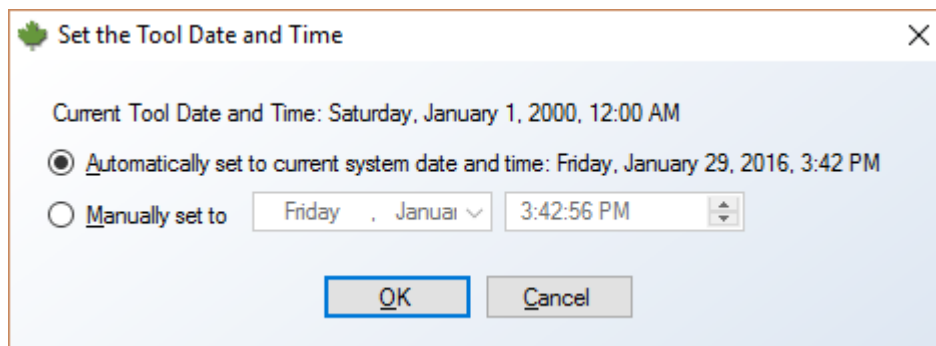 Set the Tool Date and Time
Current Tool Date and Time: Saturday, January 1, 2000, 12:00 AM
Automatically set to current system date and time: Friday, January 29, 2016, 3:42 PM
Manually set to Friday , Januar 3:42:56 PM
OK Cancel